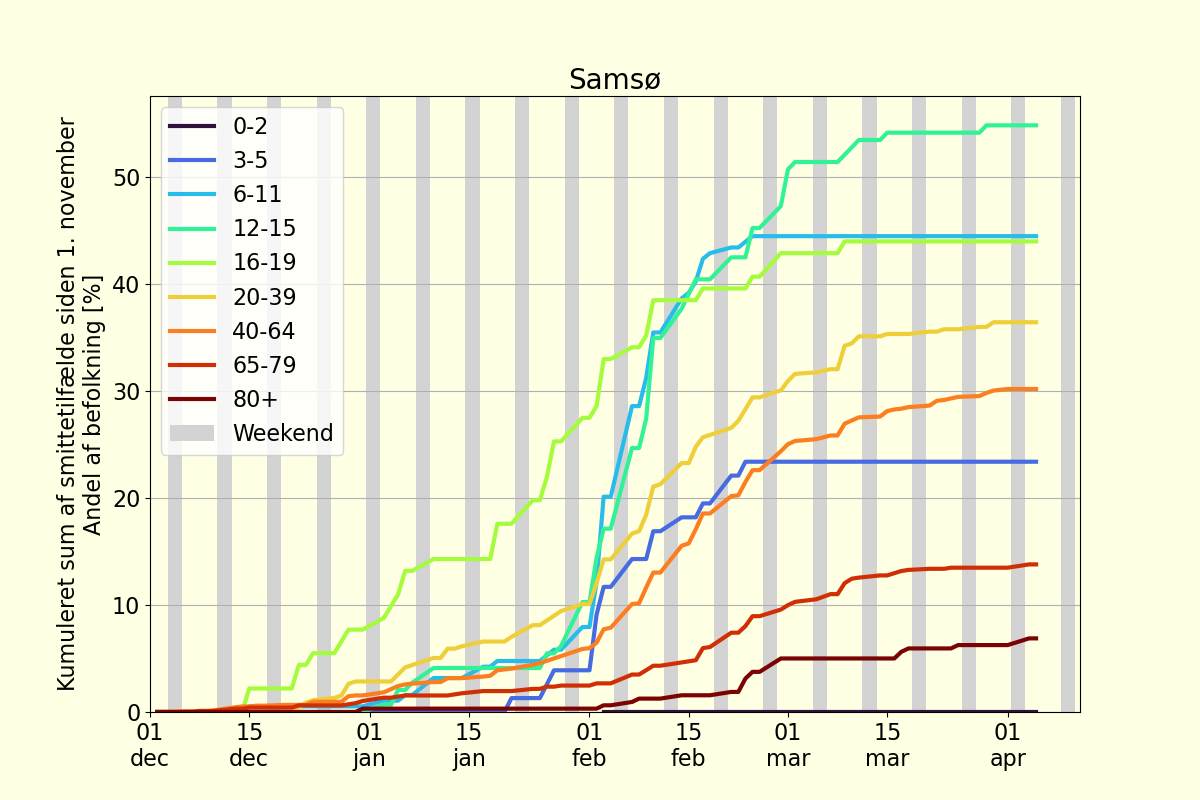 Samsø
Kumuleret sum af smittetilfælde siden 1. november
Andel af befolkning [%]
50
40
30
20
10
0
0-2
3-5
6-11
12-15
16-19
20-39
40-64
65-79
80+
Weekend
01 15 01 15 01 15 01 15 01
dec dec jan jan feb feb mar mar apr